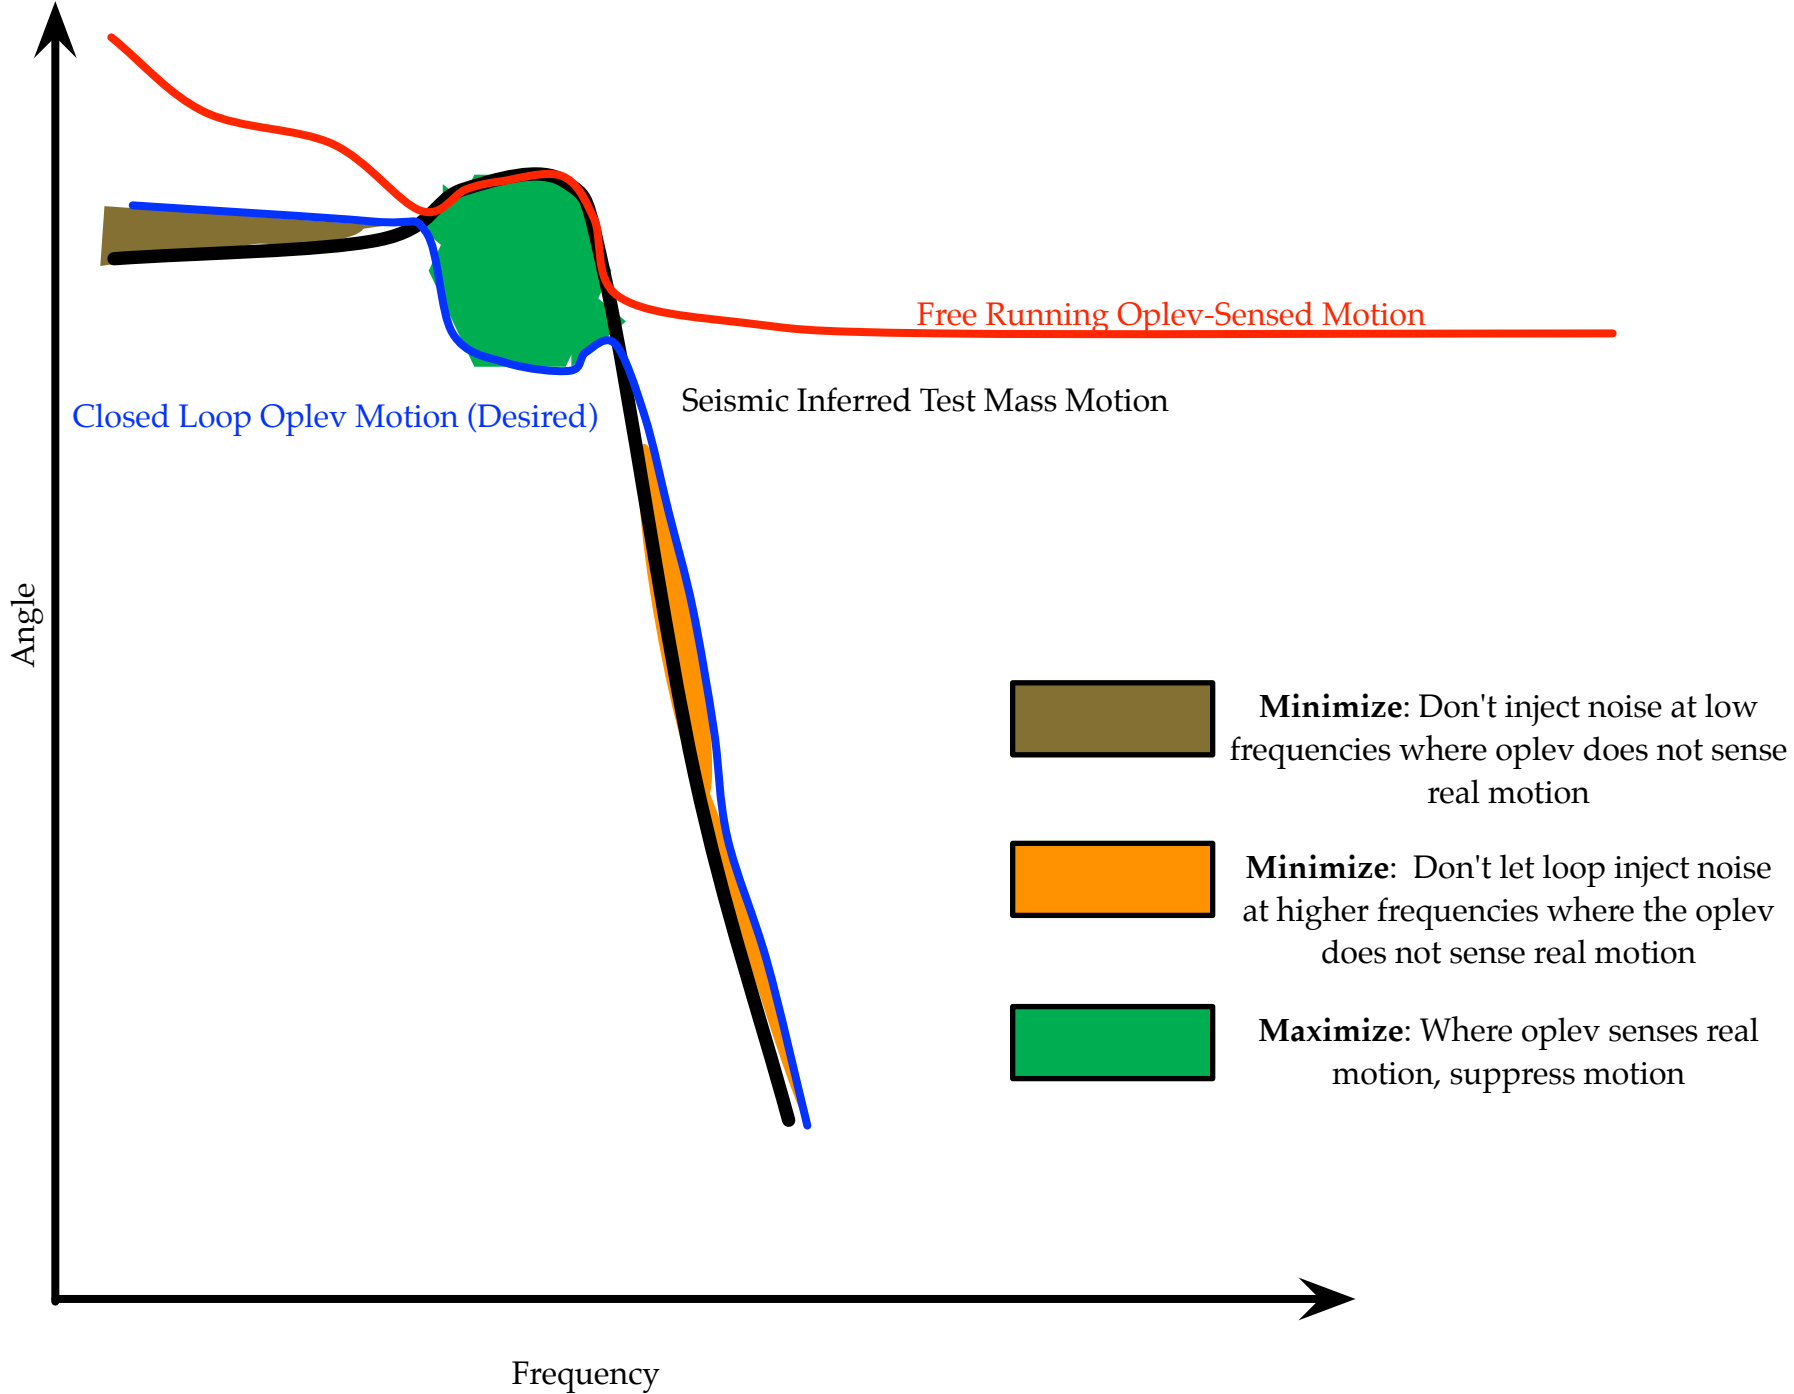 Free Running Oplev-Sensed Motion
Seismic Inferred Test Mass Motion
Closed Loop Oplev Motion (Desired)
Angle
Minimize: Don't inject noise at low
frequencies where oplev does not sense
real motion
Minimize: Don't let loop inject noise
at higher frequencies where the oplev
does not sense real motion
Maximize: Where oplev senses real
motion, suppress motion
Frequency